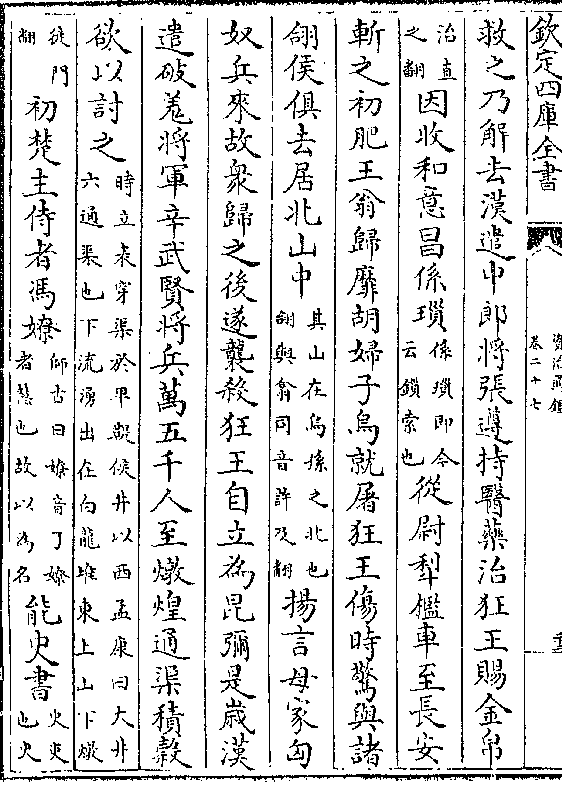 欽定四庫全書
資治通鑑
卷二十七
十三
救之乃解去漢遣中郎將張遵持醫藥治狂王賜金帛
治直之翻因收和意昌係瑣係瑣即今云鎖索也從尉犁檻車至長安
斬之初肥王翁歸靡胡婦子烏就屠狂王傷時驚與諸
翖侯俱去居北山中其山在烏孫之北也翖與翕同音許及翻揚言母家匈
奴兵來故衆歸之後遂襲殺狂王自立為昆彌是歲漢
遣破羌將軍辛武賢將兵萬五千人至燉煌通渠積穀
欲以討之時立表穿渠於卑鞮侯井以西孟康曰大井六通渠也下流湧出在白龍堆東上山下燉
徒門翻初楚主侍者馮嫽師古曰嫽音了嫽者慧也故以為名能史書史吏也史